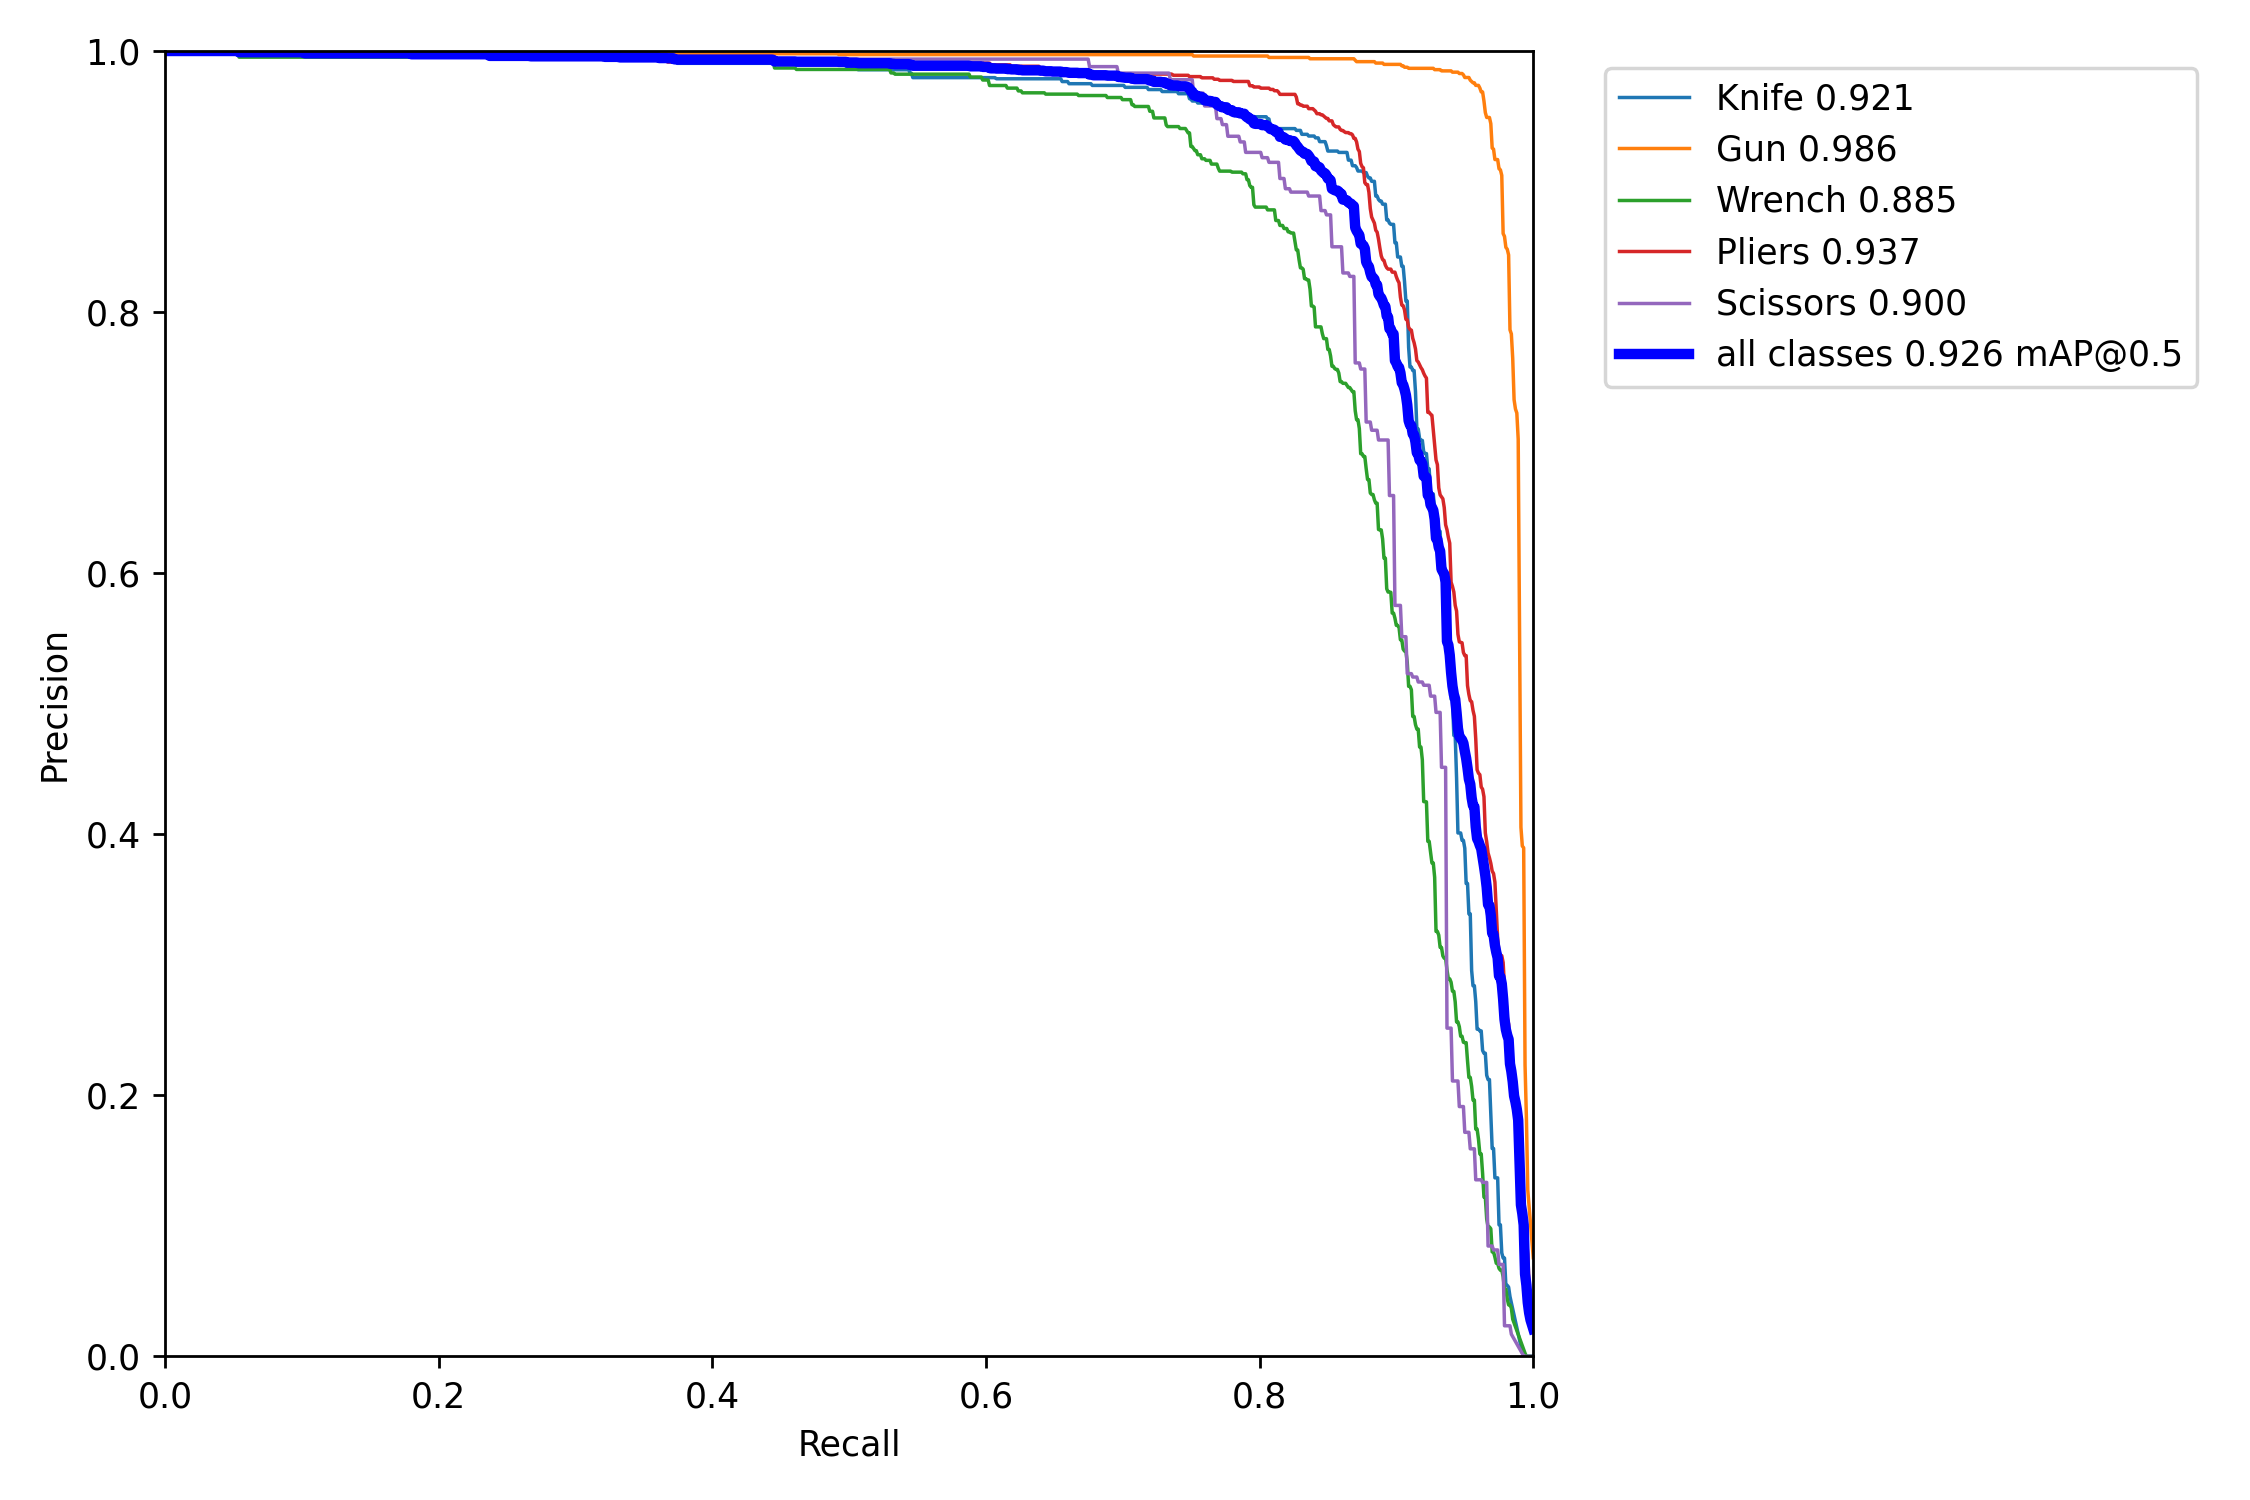 1.0
0.8
0.6
0.4
0.2
0.0
Precision
0.0 0.2 0.4 0.6 0.8 1.0
Recall
Knife 0.921
Gun 0.986
Wrench 0.885
Pliers 0.937
Scissors 0.900
all classes 0.926 mAP@0.5